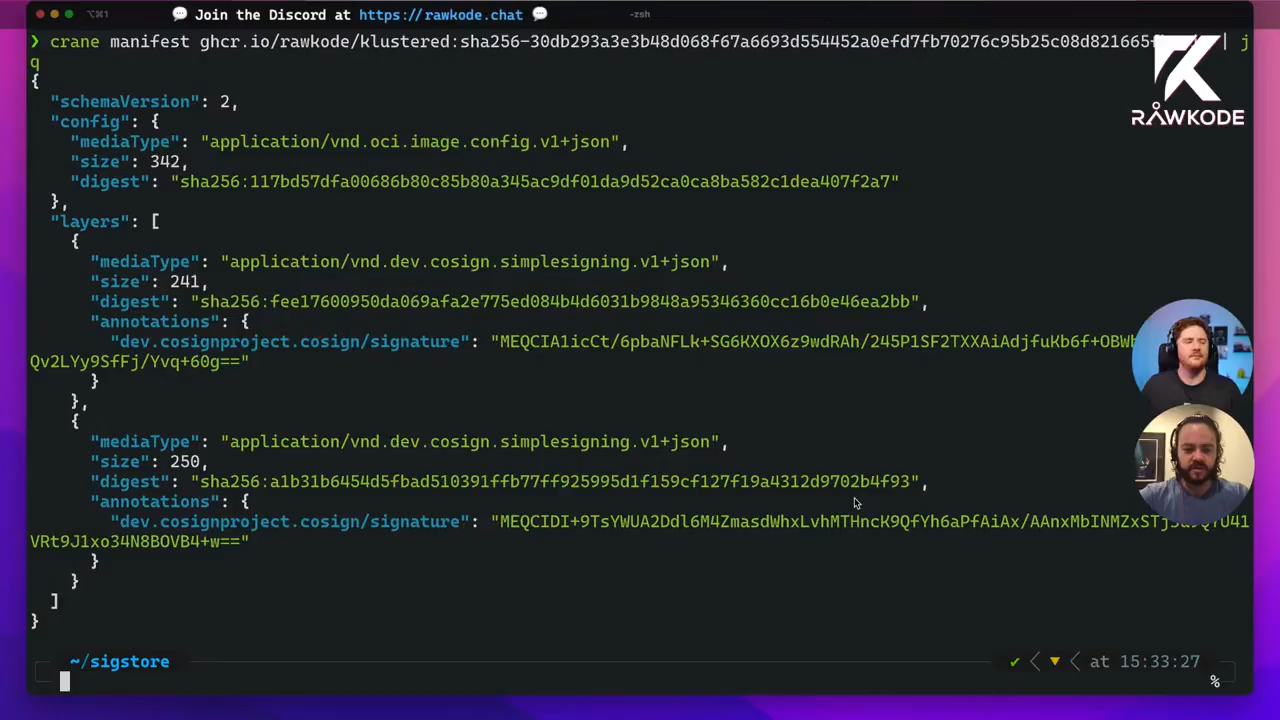 ⌥⌘1 💬 Join the Discord at https://rawkode.chat 💬 -zsh
❯ crane manifest ghcr.io/rawkode/klustered:sha256-30db293a3e3b48d068f67a6693d554452a0efd7fb70276c95b25c08d821665f | j
q
{
"schemaVersion": 2,
"config": {
"mediaType": "application/vnd.oci.image.config.v1+json",
"size": 342,
"digest": "sha256:117bd57dfa00686b80c85b80a345ac9df01da9d52ca0ca8ba582c1dea407f2a7"
},
"layers": [
{
"mediaType": "application/vnd.dev.cosign.simplesigning.v1+json",
"size": 241,
"digest": "sha256:fee17600950da069afa2e775ed084b4d6031b9848a95346360cc16b0e46ea2bb",
"annotations": {
"dev.cosignproject.cosign/signature": "MEQCIA1icCt/6pbaNFLk+SG6KXOX6z9wdRAh/245P1SF2TXXAiAdjfuKb6f+OBW
Qv2LYy9SfFj/Yvq+60g=="
}
},
{
"mediaType": "application/vnd.dev.cosign.simplesigning.v1+json",
"size": 250,
"digest": "sha256:a1b31b6454d5fbad510391ffb77ff925995d1f159cf127f19a4312d9702b4f93",
"annotations": {
"dev.cosignproject.cosign/signature": "MEQCIDI+9TsYWUA2Ddl6M4ZmasdWhxLvhMTHncK9QfYh6aPfAiAx/AAnxMbINMZxSTj
VRt9J1xo34N8BOVB4+w=="
}
}
]
}
~/sigstore ✔ at 15:33:27
%
RAWKODE